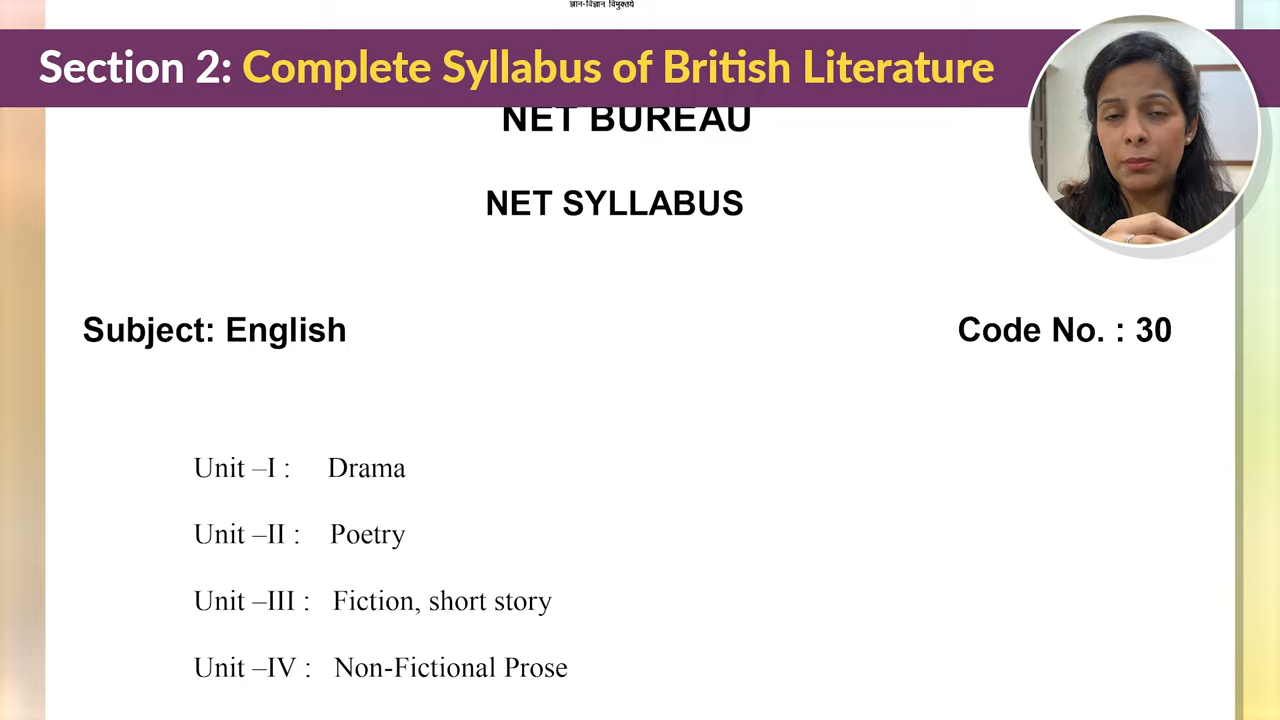 ज्ञान-विज्ञान विमुक्तये
Section 2: Complete Syllabus of British Literature
NET BUREAU
NET SYLLABUS
Subject: English Code No. : 30
Unit –I : Drama
Unit –II : Poetry
Unit –III : Fiction, short story
Unit –IV : Non-Fictional Prose